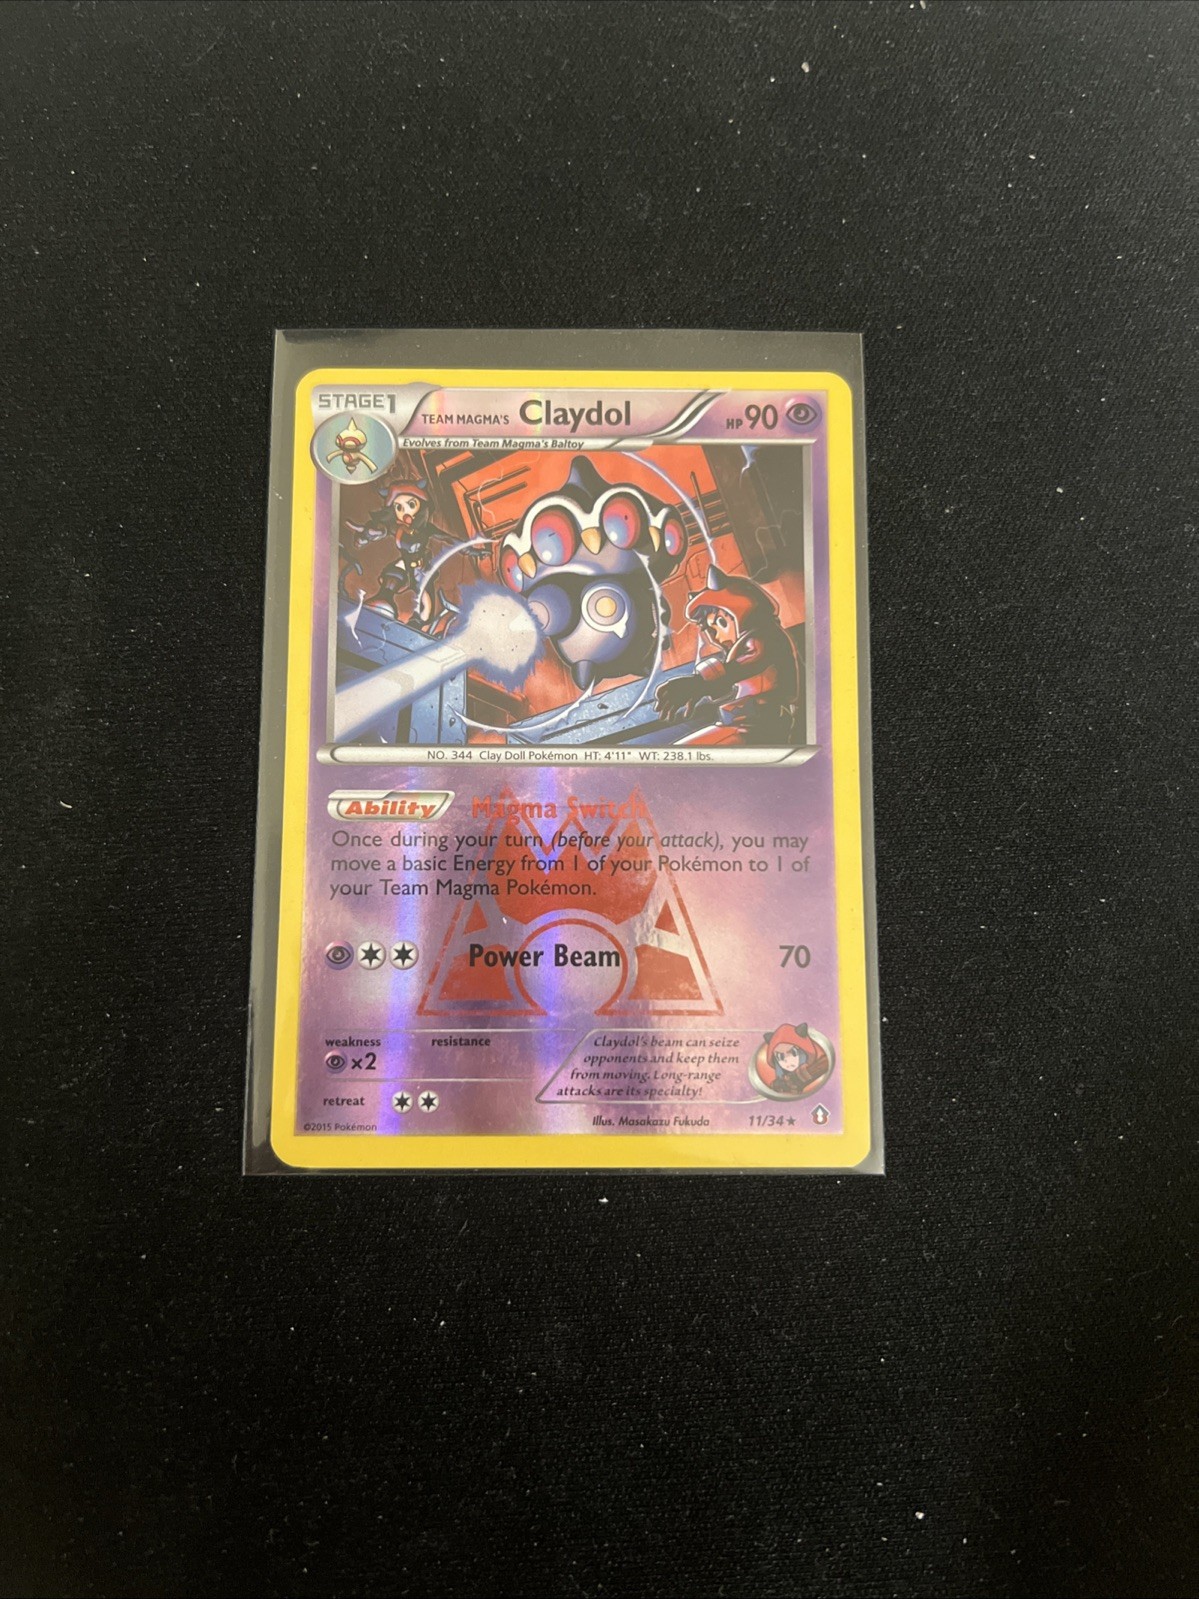 STAGE1
TEAM MAGMA'S Claydol HP 90
Evolves from Team Magma's Baltoy
NO. 344 Clay Doll Pokémon HT: 4'11" WT: 238.1 lbs.
Ability Magma Switch
Once during your turn (before your attack), you may
move a basic Energy from 1 of your Pokémon to 1 of
your Team Magma Pokémon.
Power Beam 70
weakness resistance
×2
Claydol's beam can seize
opponents and keep them
from moving. Long-range
attacks are its specialty!
retreat
©2015 Pokémon
Illus. Masakazu Fukuda 11/34★